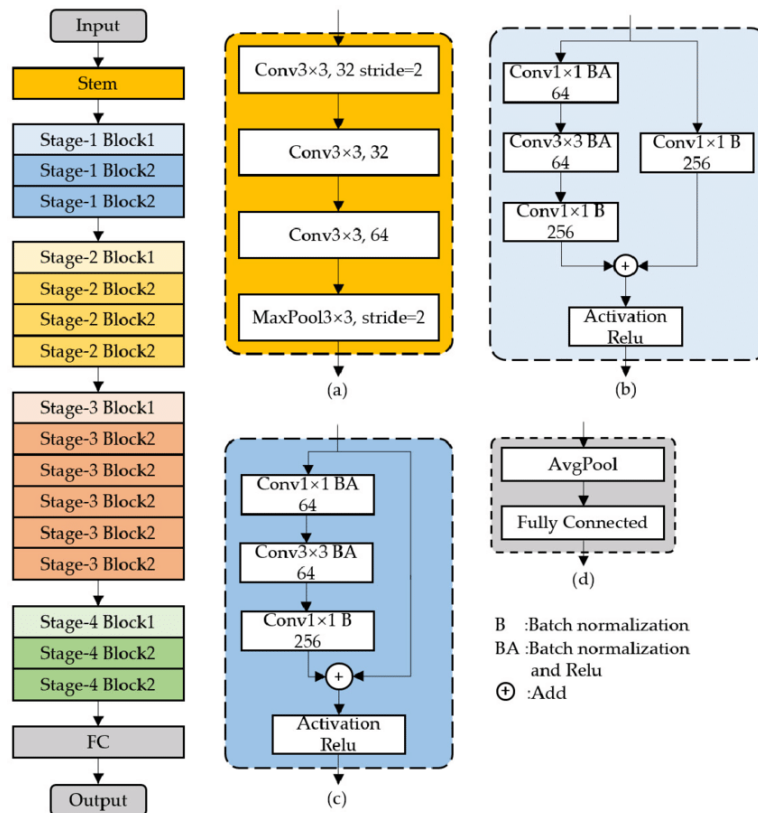 Input
Stem
Stage-1 Block1
Stage-1 Block2
Stage-1 Block2
Stage-2 Block1
Stage-2 Block2
Stage-2 Block2
Stage-2 Block2
Stage-3 Block1
Stage-3 Block2
Stage-3 Block2
Stage-3 Block2
Stage-3 Block2
Stage-3 Block2
Stage-4 Block1
Stage-4 Block2
Stage-4 Block2
FC
Output
Conv3×3, 32 stride=2
Conv3×3, 32
Conv3×3, 64
MaxPool3×3, stride=2
(a)
Conv1×1 BA
64
Conv3×3 BA
64
Conv1×1 B
256
Conv1×1 B
256
+
Activation
Relu
(b)
Conv1×1 BA
64
Conv3×3 BA
64
Conv1×1 B
256
+
Activation
Relu
(c)
AvgPool
Fully Connected
(d)
B :Batch normalization
BA :Batch normalization
and Relu
+ :Add